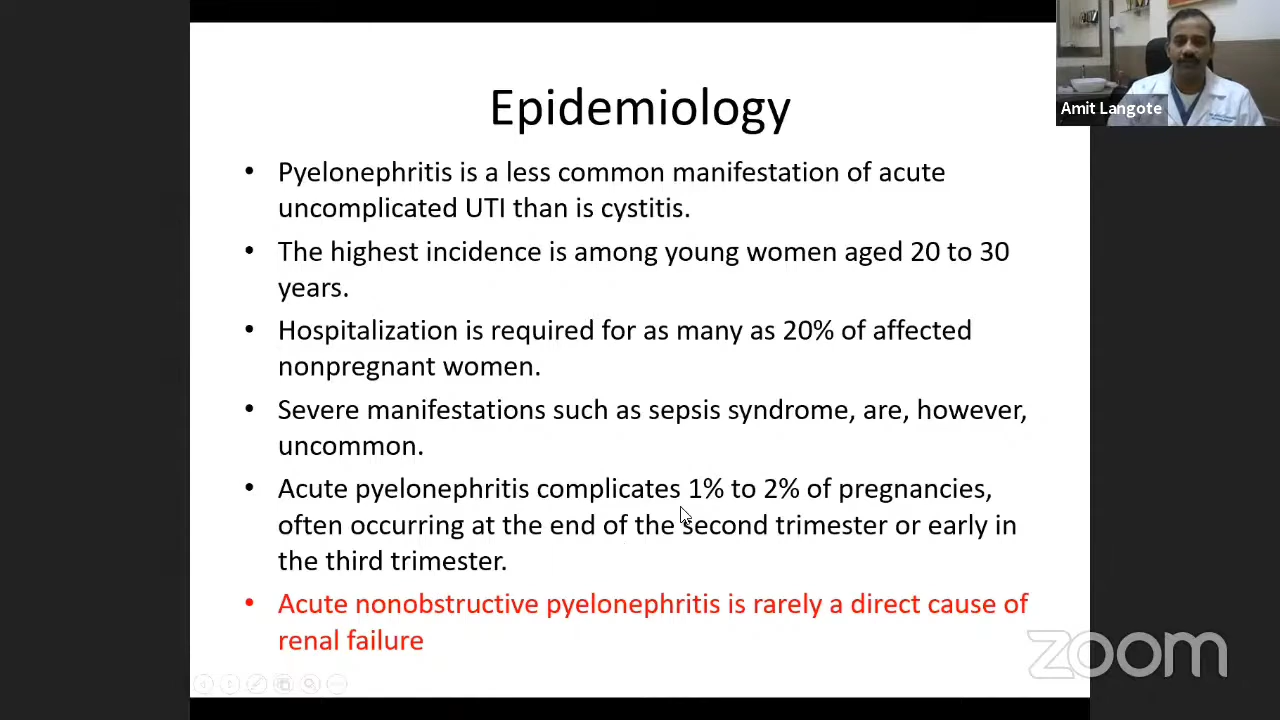 Epidemiology
Amit Langote
• Pyelonephritis is a less common manifestation of acute
uncomplicated UTI than is cystitis.
• The highest incidence is among young women aged 20 to 30
years.
• Hospitalization is required for as many as 20% of affected
nonpregnant women.
• Severe manifestations such as sepsis syndrome, are, however,
uncommon.
• Acute pyelonephritis complicates 1% to 2% of pregnancies,
often occurring at the end of the second trimester or early in
the third trimester.
• Acute nonobstructive pyelonephritis is rarely a direct cause of
renal failure
zoom